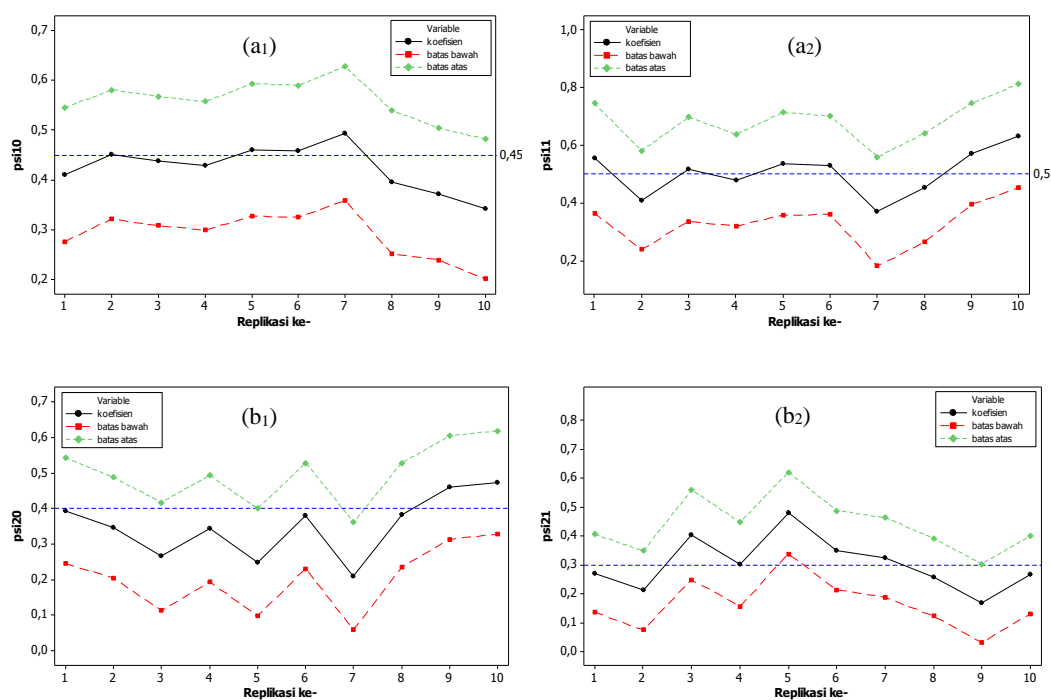 (a1)
Variable
koefisien
batas bawah
batas atas
psi10
0,7
0,6
0,5
0,4
0,3
0,2
0,45
1 2 3 4 5 6 7 8 9 10
Replikasi ke-
(a2)
Variable
koefisien
batas bawah
batas atas
psi11
1,0
0,8
0,6
0,4
0,2
0,5
1 2 3 4 5 6 7 8 9 10
Replikasi ke-
(b1)
Variable
koefisien
batas bawah
batas atas
psi20
0,7
0,6
0,5
0,4
0,3
0,2
0,1
0,0
1 2 3 4 5 6 7 8 9 10
Replikasi ke-
(b2)
Variable
koefisien
batas bawah
batas atas
psi21
0,8
0,7
0,6
0,5
0,4
0,3
0,2
0,1
0,0
1 2 3 4 5 6 7 8 9 10
Replikasi ke-